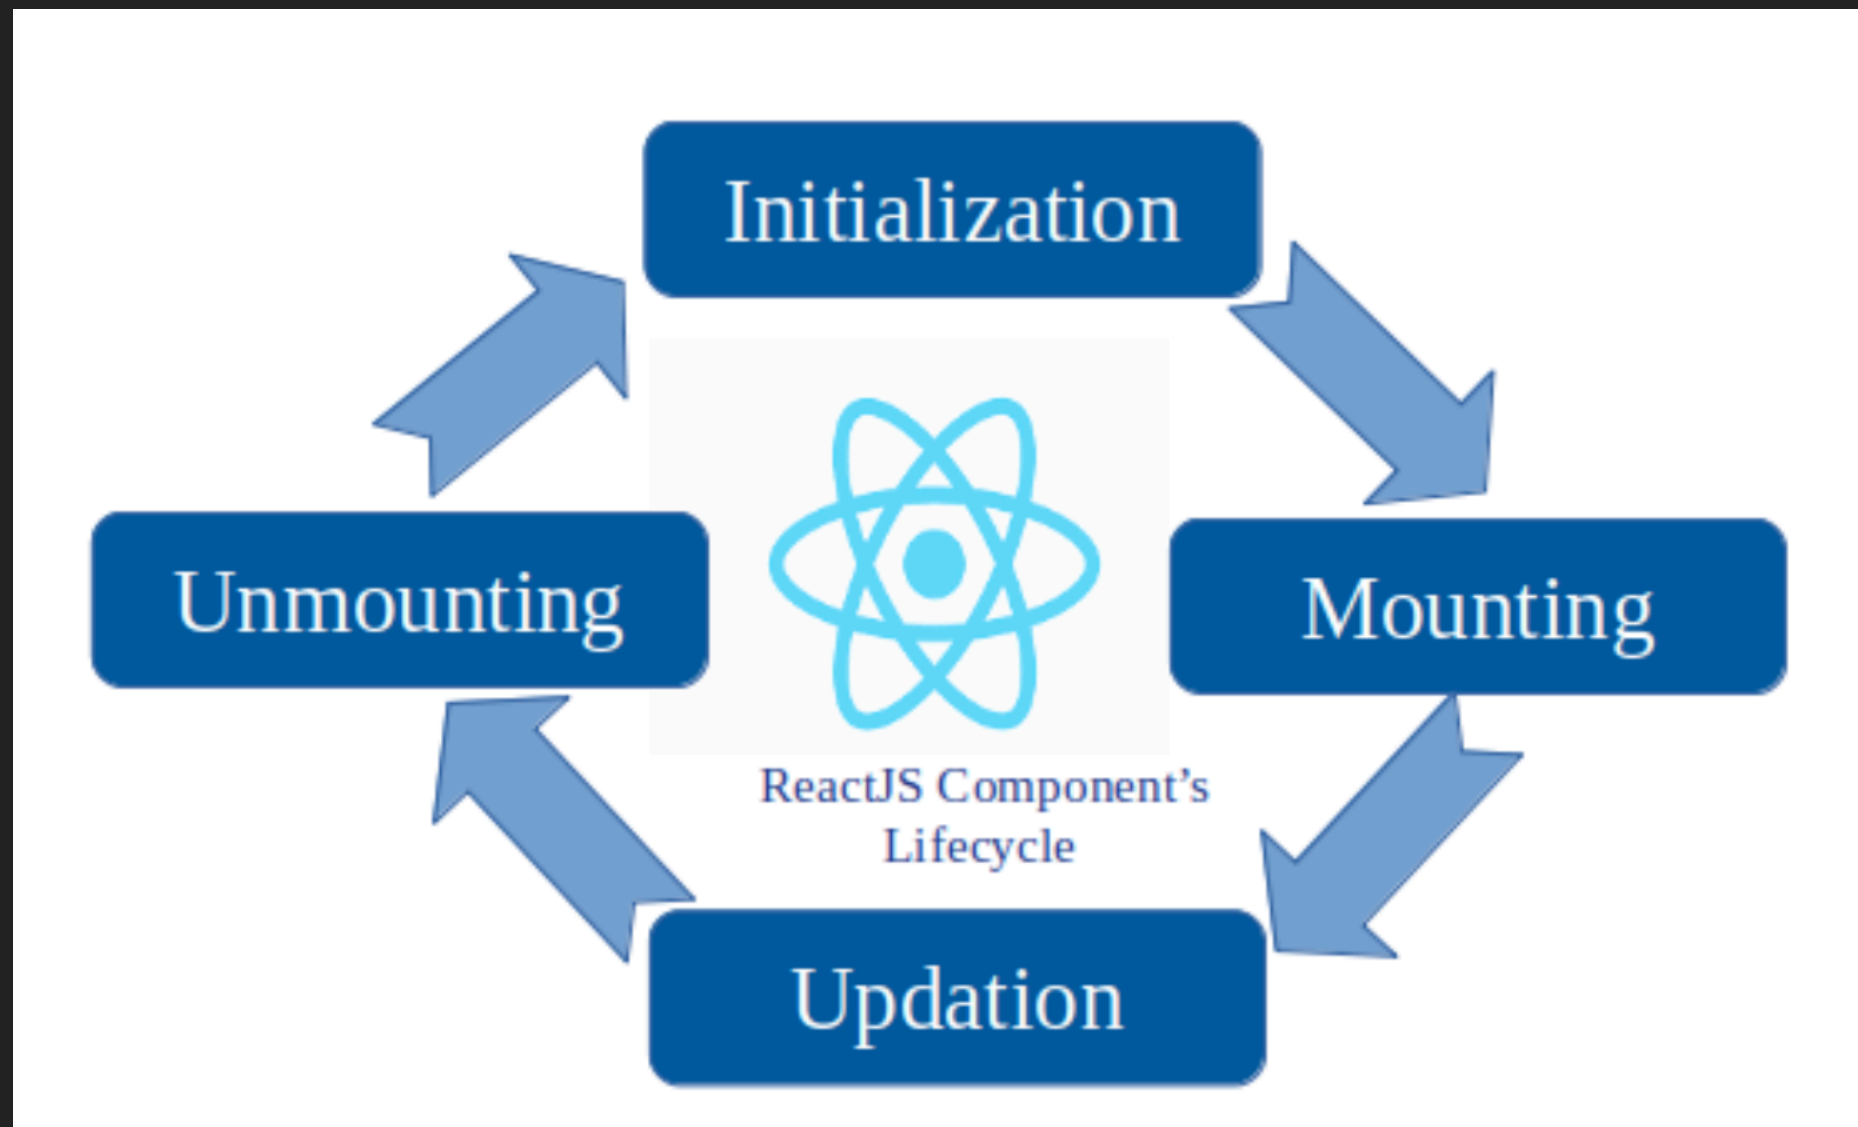 Initialization
Unmounting
Mounting
ReactJS Component’s
Lifecycle
Updation